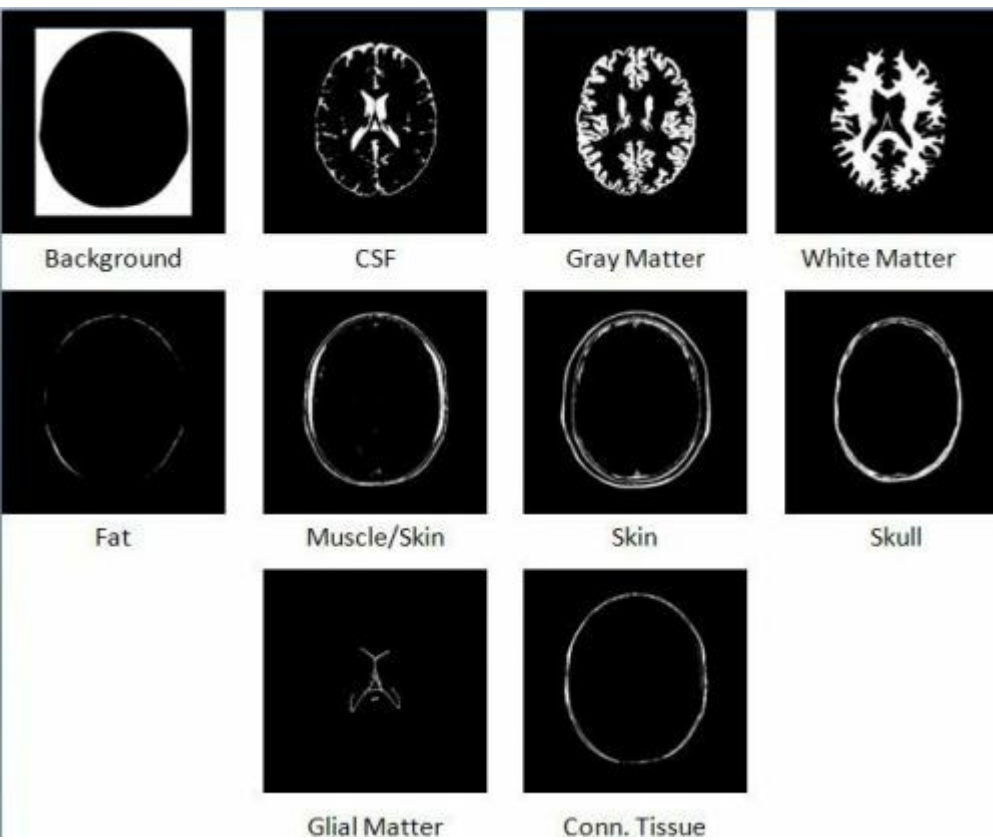 Background CSF Gray Matter White Matter
Fat Muscle/Skin Skin Skull
Glial Matter Conn. Tissue